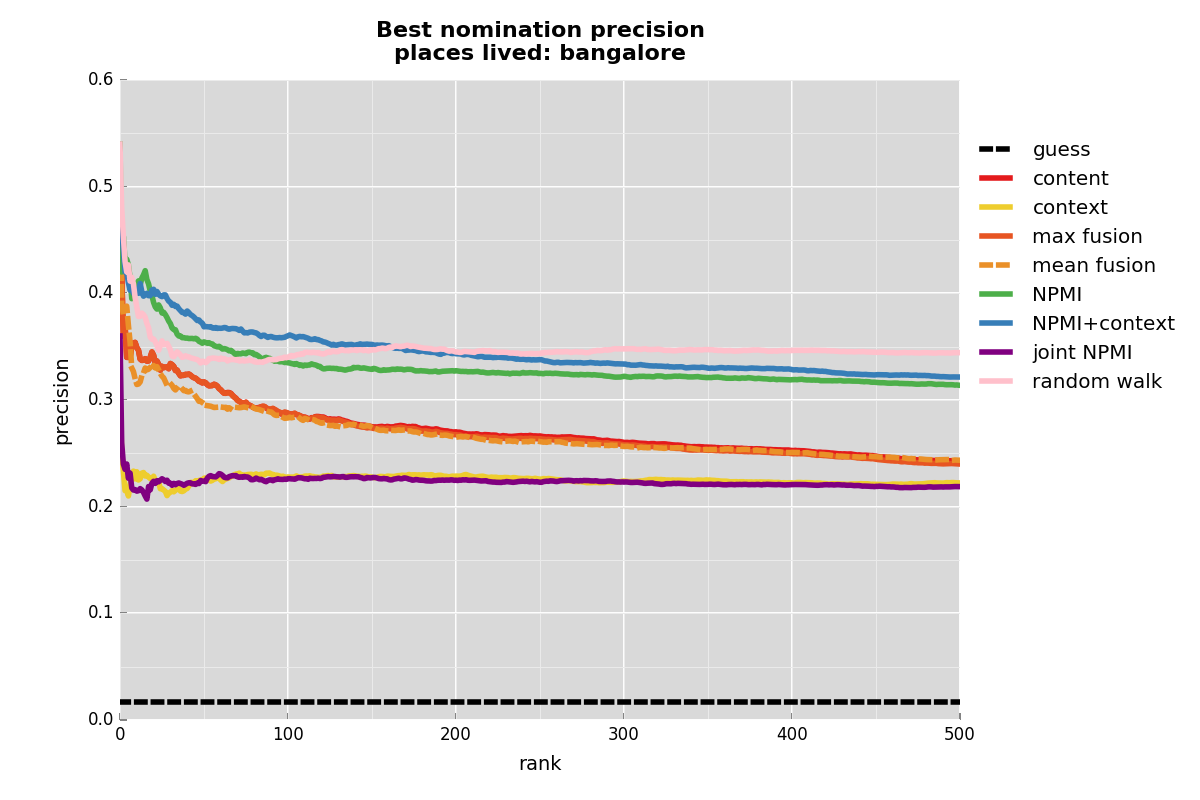 Best nomination precision
places lived: bangalore
0.6
0.5
0.4
0.3
0.2
0.1
0.0
precision
0
100
200
300
400
500
rank
guess
content
context
max fusion
mean fusion
NPMI
NPMI+context
joint NPMI
random walk